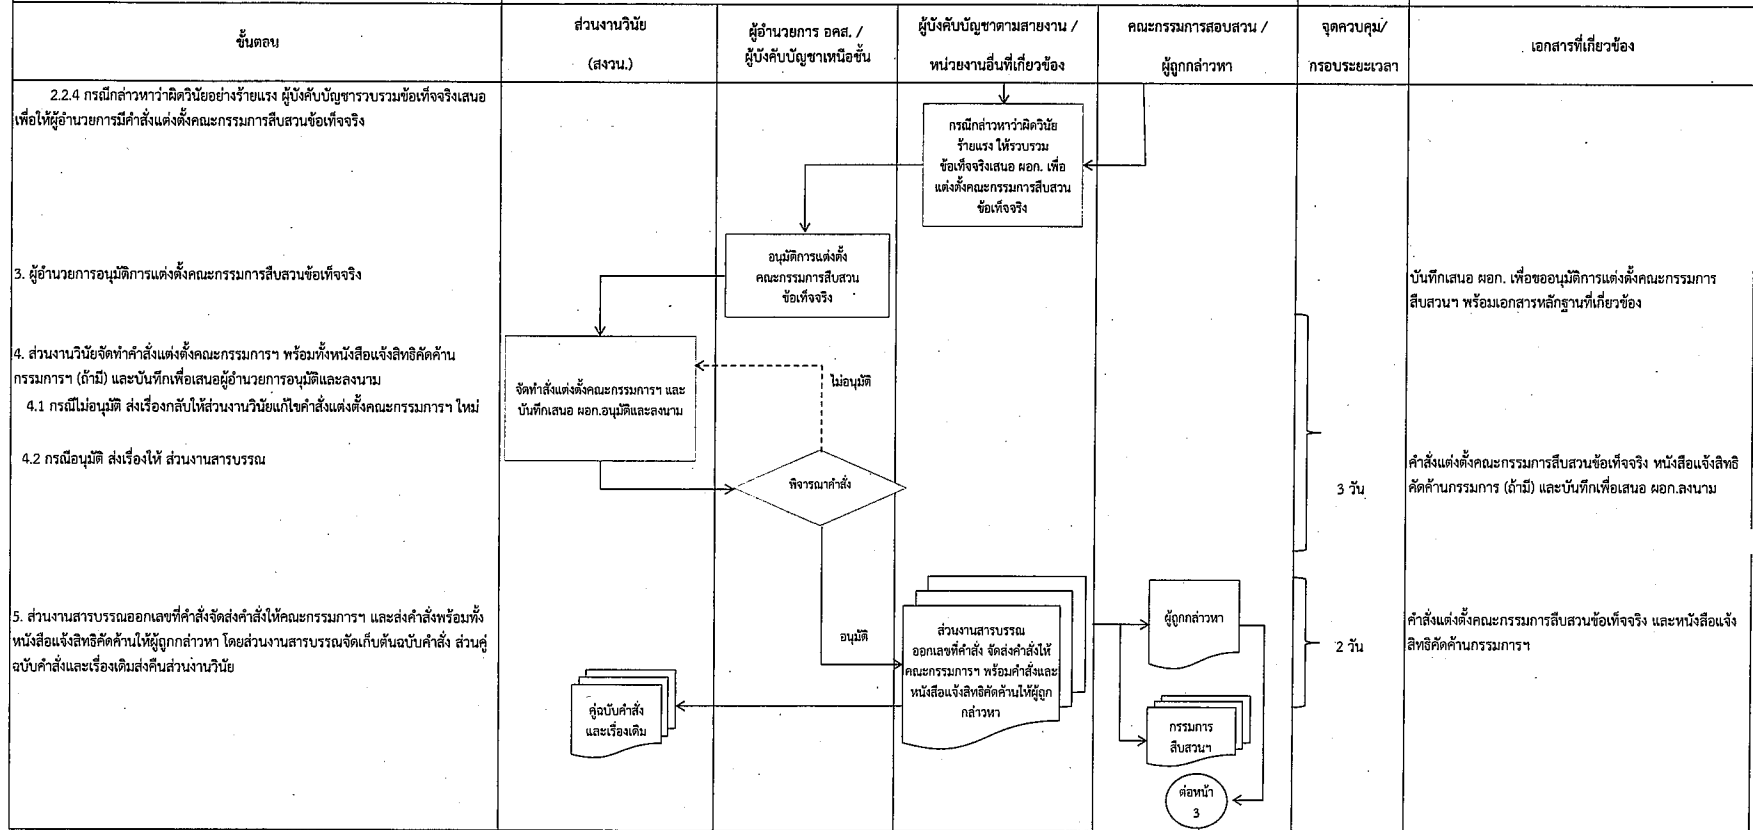 ขั้นตอน
ส่วนงานวินัย
(สงวน.)
ผู้อำนวยการ อคส. /
ผู้บังคับบัญชาเหนือชั้น
ผู้บังคับบัญชาตามสายงาน /
หน่วยงานอื่นที่เกี่ยวข้อง
คณะกรรมการสอบสวน /
ผู้ถูกกล่าวหา
จุดควบคุม/
กรอบระยะเวลา
เอกสารที่เกี่ยวข้อง
2.2.4 กรณีกล่าวหาว่าผิดวินัยอย่างร้ายแรง ผู้บังคับบัญชารวบรวมข้อเท็จจริงเสนอ
เพื่อให้ผู้อำนวยการมีคำสั่งแต่งตั้งคณะกรรมการสืบสวนข้อเท็จจริง
กรณีกล่าวหาว่าผิดวินัย
ร้ายแรง ให้รวบรวม
ข้อเท็จจริงเสนอ ผอก. เพื่อ
แต่งตั้งคณะกรรมการสืบสวน
ข้อเท็จจริง
3. ผู้อำนวยการอนุมัติการแต่งตั้งคณะกรรมการสืบสวนข้อเท็จจริง
อนุมัติการแต่งตั้ง
คณะกรรมการสืบสวน
ข้อเท็จจริง
บันทึกเสนอ ผอก. เพื่อขออนุมัติการแต่งตั้งคณะกรรมการ
สืบสวนฯ พร้อมเอกสารหลักฐานที่เกี่ยวข้อง
4. ส่วนงานวินัยจัดทำคำสั่งแต่งตั้งคณะกรรมการฯ พร้อมทั้งหนังสือแจ้งสิทธิคัดค้าน
กรรมการฯ (ถ้ามี) และบันทึกเพื่อเสนอผู้อำนวยการอนุมัติและลงนาม
4.1 กรณีไม่อนุมัติ ส่งเรื่องกลับให้ส่วนงานวินัยแก้ไขคำสั่งแต่งตั้งคณะกรรมการฯ ใหม่
4.2 กรณีอนุมัติ ส่งเรื่องให้ ส่วนงานสารบรรณ
จัดทำสั่งแต่งตั้งคณะกรรมการฯ และ
บันทึกเสนอ ผอก.อนุมัติและลงนาม
ไม่อนุมัติ
พิจารณาคำสั่ง
3 วัน
คำสั่งแต่งตั้งคณะกรรมการสืบสวนข้อเท็จจริง หนังสือแจ้งสิทธิ
คัดค้านกรรมการ (ถ้ามี) และบันทึกเพื่อเสนอ ผอก.ลงนาม
5. ส่วนงานสารบรรณออกเลขที่คำสั่งจัดส่งคำสั่งให้คณะกรรมการฯ และส่งคำสั่งพร้อมทั้ง
หนังสือแจ้งสิทธิคัดค้านให้ผู้ถูกกล่าวหา โดยส่วนงานสารบรรณจัดเก็บต้นฉบับคำสั่ง ส่วนคู่
ฉบับคำสั่งและเรื่องเดิมส่งคืนส่วนงานวินัย
คู่ฉบับคำสั่ง
และเรื่องเดิม
อนุมัติ
ส่วนงานสารบรรณ
ออกเลขที่คำสั่ง จัดส่งคำสั่งให้
คณะกรรมการฯ พร้อมคำสั่งและ
หนังสือแจ้งสิทธิคัดค้านให้ผู้ถูก
กล่าวหา
ผู้ถูกกล่าวหา
กรรมการ
สืบสวนฯ
ต่อหน้า
3
2 วัน
คำสั่งแต่งตั้งคณะกรรมการสืบสวนข้อเท็จจริง และหนังสือแจ้ง
สิทธิคัดค้านกรรมการฯ